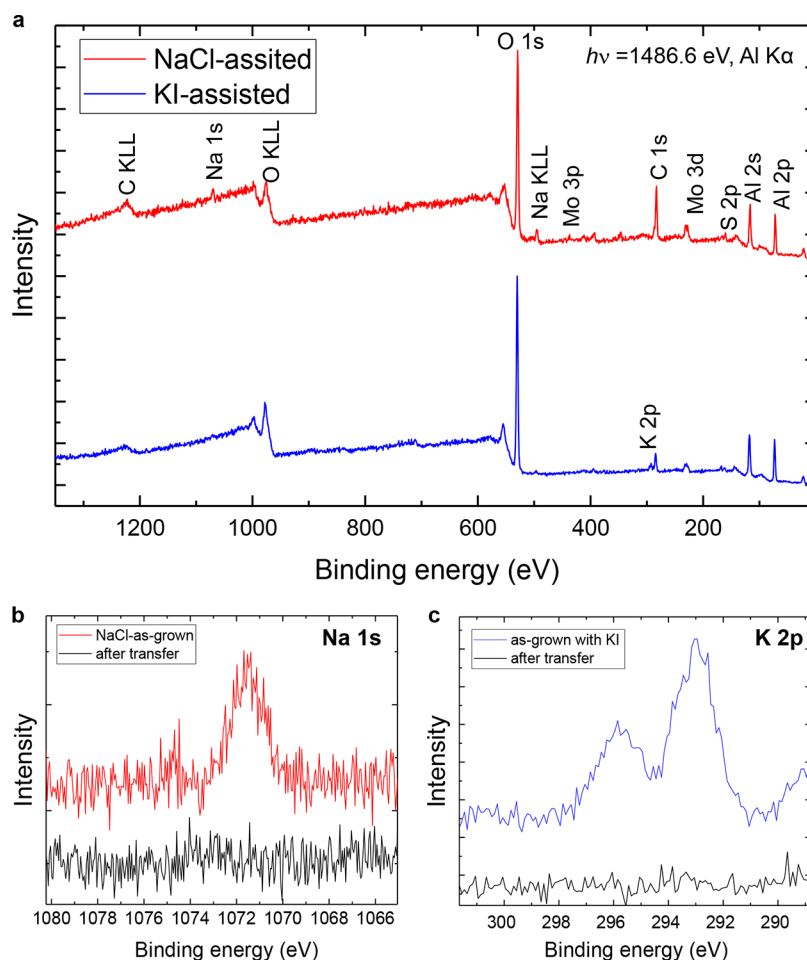 a
NaCl-assited
KI-assisted
hν =1486.6 eV, Al Kα
O 1s
C KLL
Na 1s
O KLL
Na KLL
Mo 3p
C 1s
Mo 3d
S 2p
Al 2s
Al 2p
K 2p
Intensity
1200 1000 800 600 400 200
Binding energy (eV)
b
NaCl-as-grown
after transfer
Na 1s
Intensity
1080 1078 1076 1074 1072 1070 1068 1066
Binding energy (eV)
c
as-grown with KI
after transfer
K 2p
Intensity
300 298 296 294 292 290
Binding energy (eV)